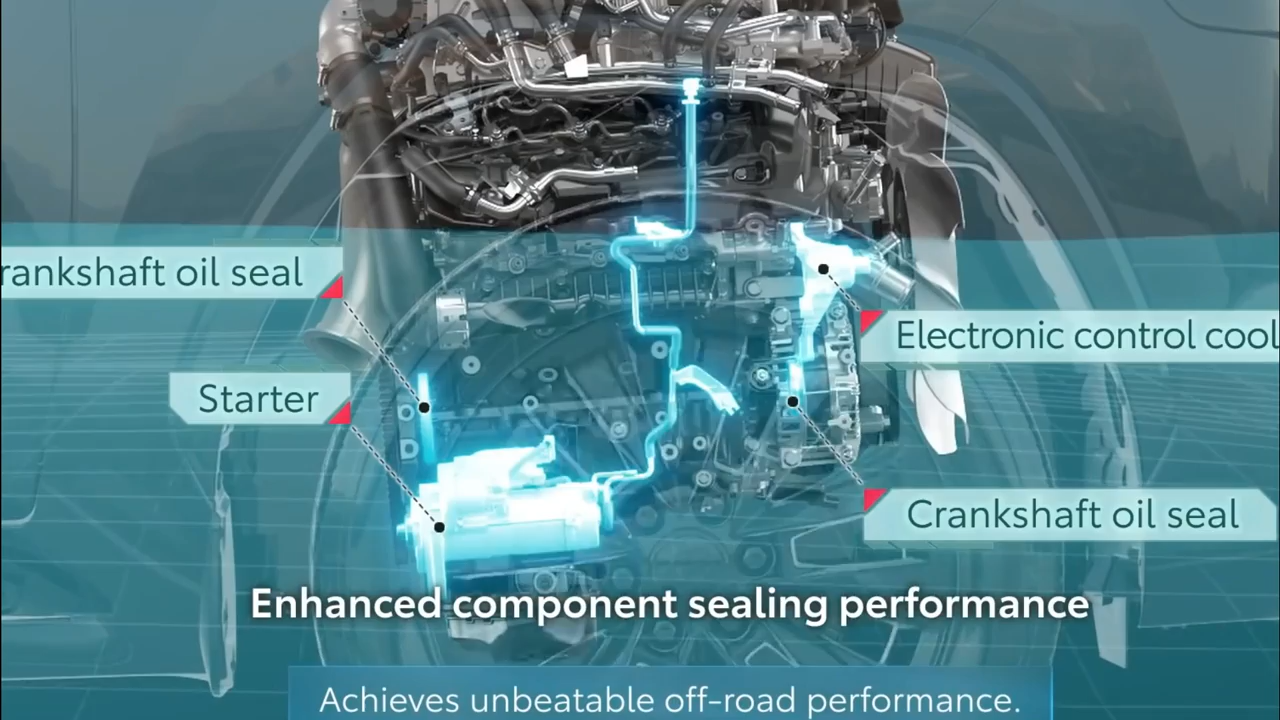 rankshaft oil seal
Electronic control cool
Starter
Crankshaft oil seal
Enhanced component sealing performance
Achieves unbeatable off-road performance.